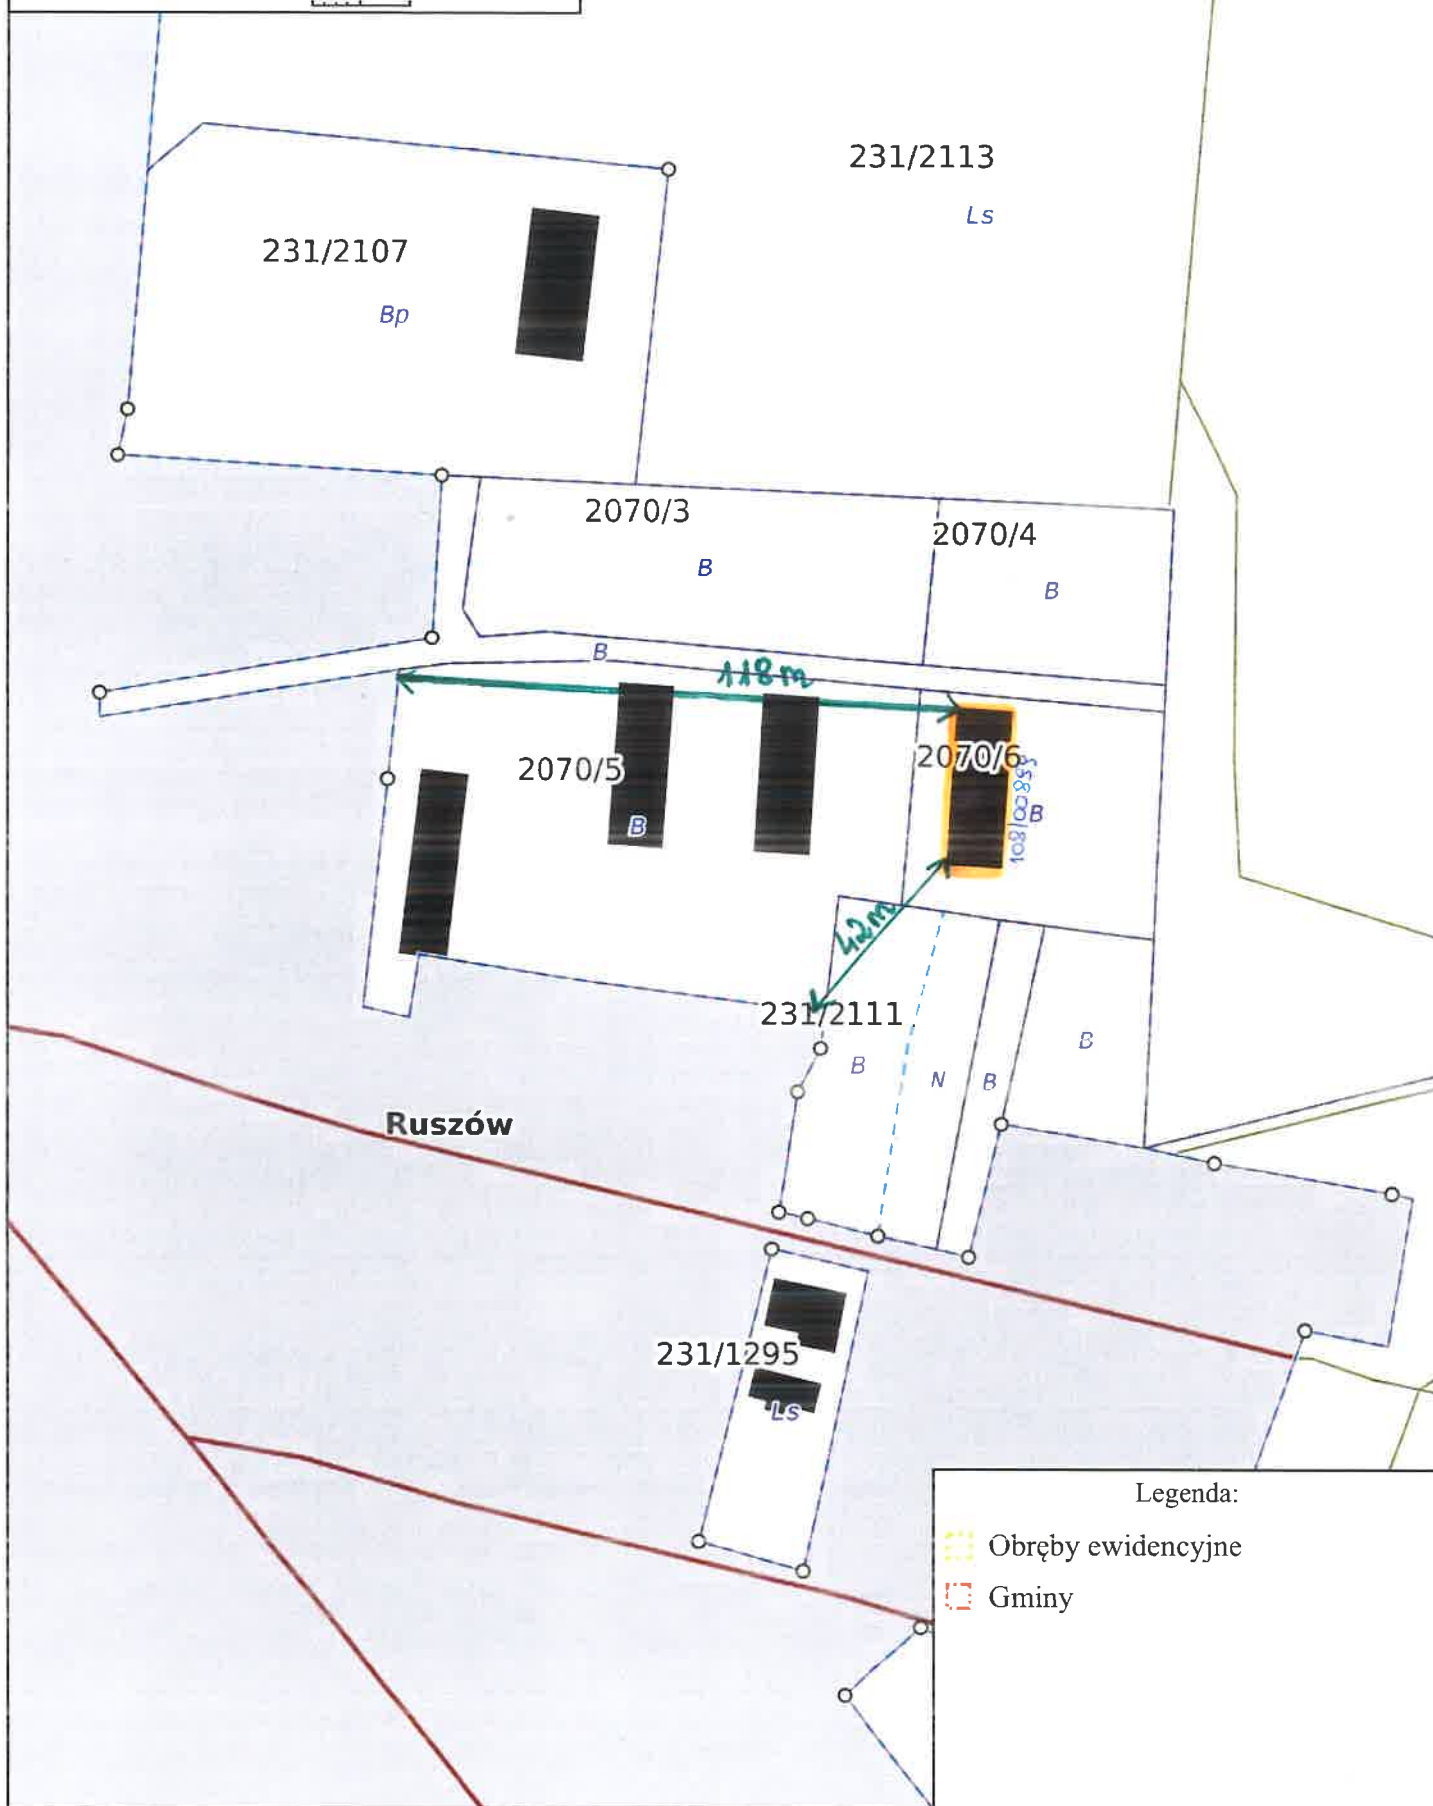 231/2113
Ls
231/2107
Bp
2070/3
2070/4
B
B
B
118m
2070/6
2070/5
B
B
42m
231/2111
B
N
B
B
Ruszów
231/1295
Ls
Legenda:
Obręby ewidencyjne
Gminy